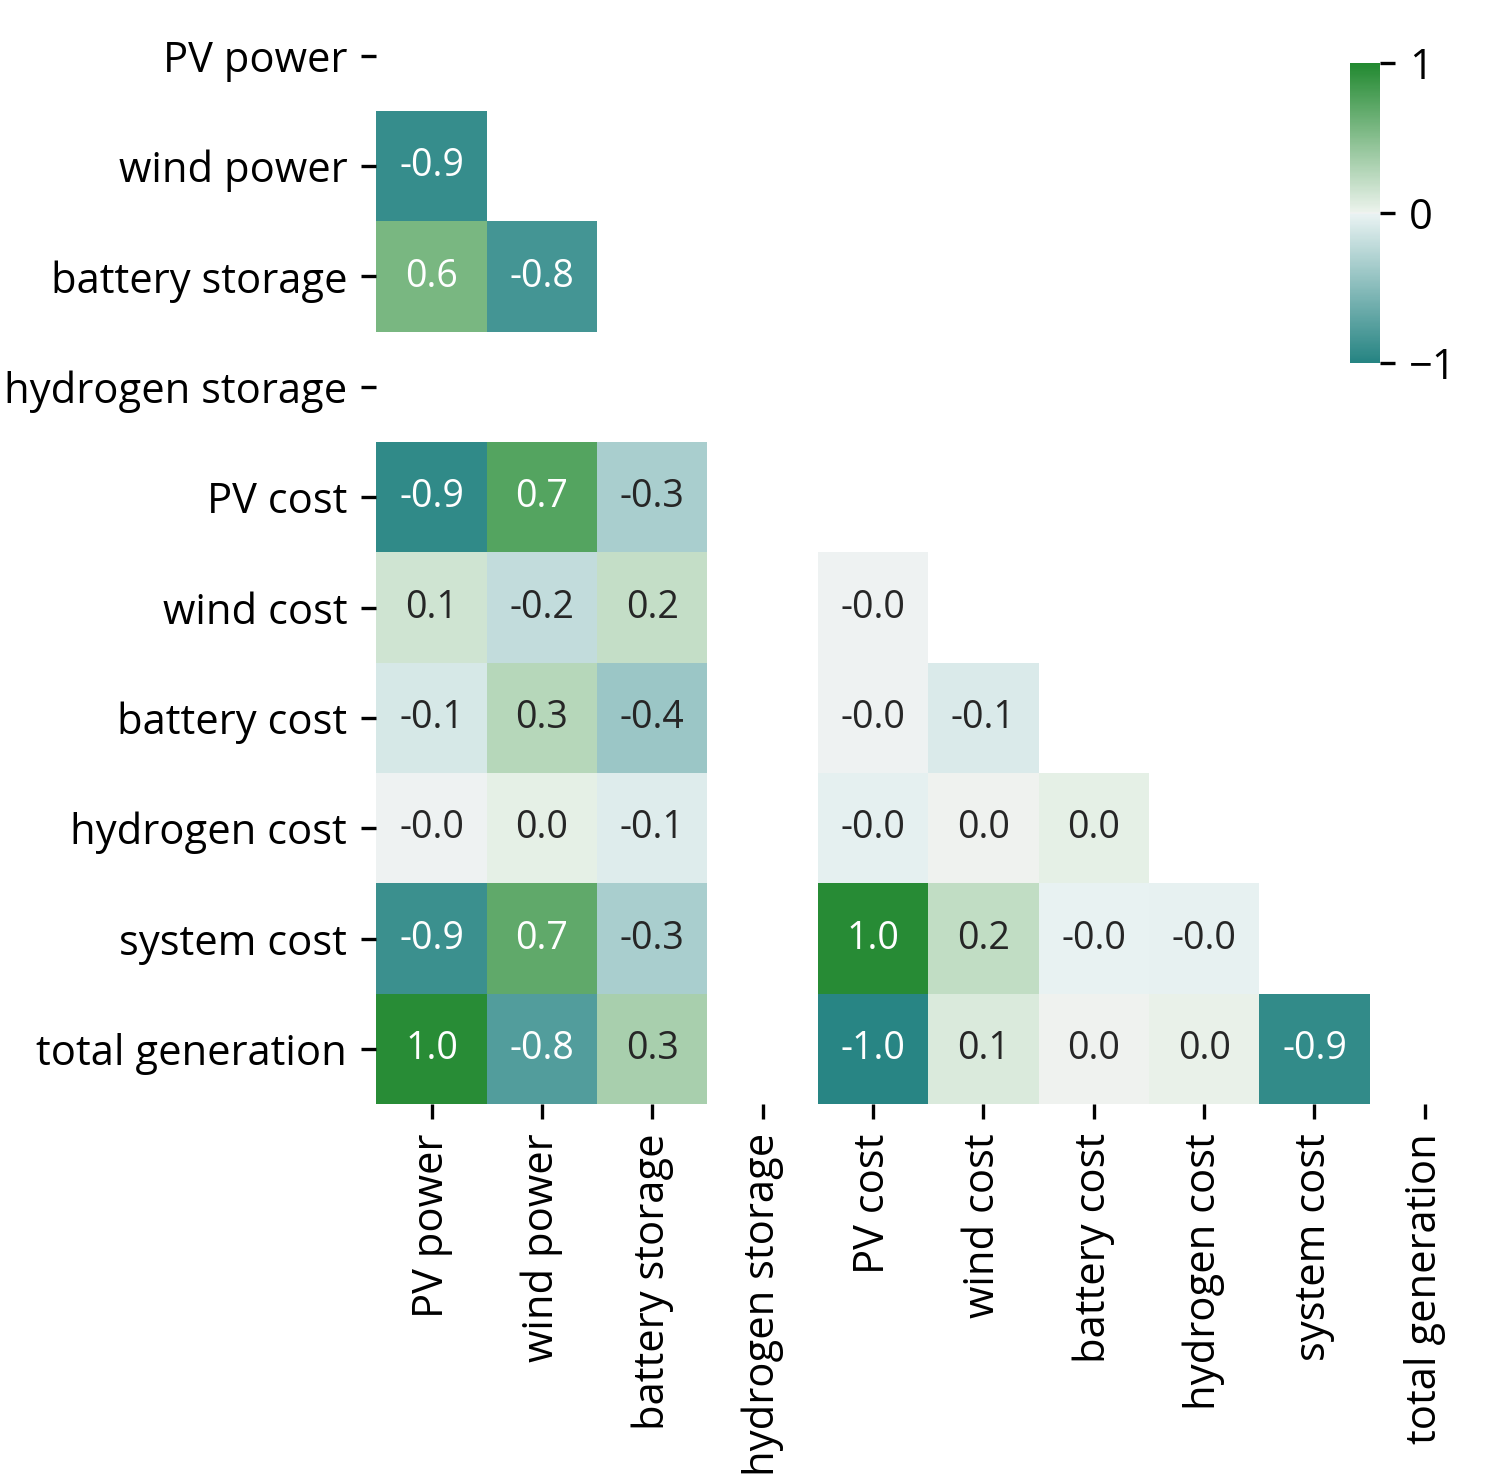 PV power
1
wind power -0.9
0
battery storage 0.6 -0.8
−1
hydrogen storage
PV cost -0.9 0.7 -0.3
wind cost 0.1 -0.2 0.2 -0.0
battery cost -0.1 0.3 -0.4 -0.0 -0.1
hydrogen cost -0.0 0.0 -0.1 -0.0 0.0 0.0
system cost -0.9 0.7 -0.3 1.0 0.2 -0.0 -0.0
total generation 1.0 -0.8 0.3 -1.0 0.1 0.0 0.0 -0.9
PV power
wind power
battery storage
hydrogen storage
PV cost
wind cost
battery cost
hydrogen cost
system cost
total generation